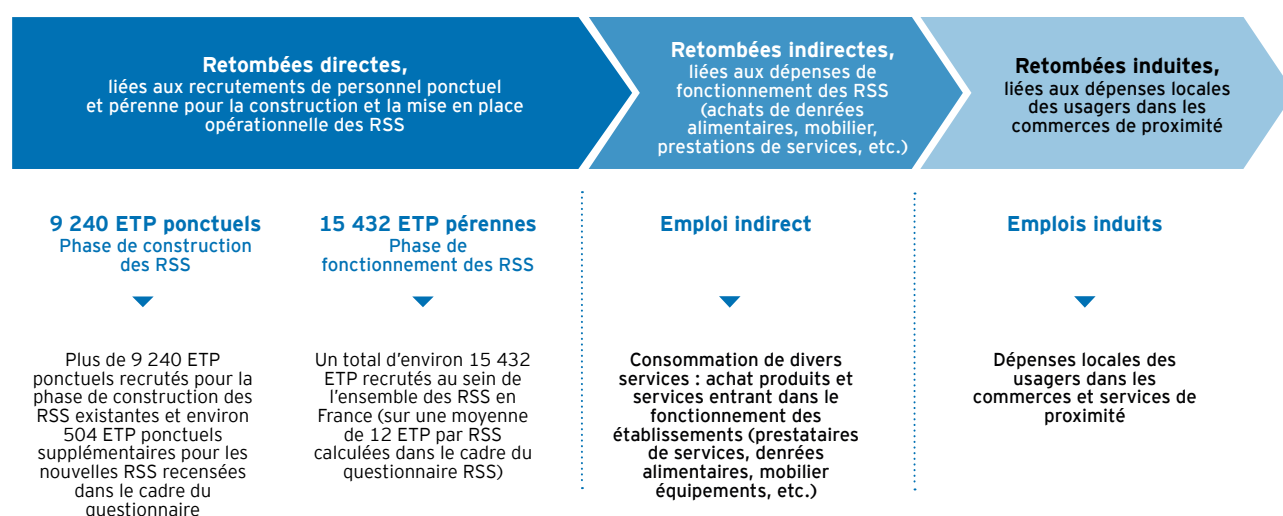 Retombées directes,
liées aux recrutements de personnel ponctuel
et pérenne pour la construction et la mise en place
opérationnelle des RSS
Retombées indirectes,
liées aux dépenses de
fonctionnement des RSS
(achats de denrées
alimentaires, mobilier,
prestations de services, etc.)
Retombées induites,
liées aux dépenses locales
des usagers dans les
commerces de proximité
9 240 ETP ponctuels
Phase de construction
des RSS
Plus de 9 240 ETP
ponctuels recrutés pour la
phase de construction des
RSS existantes et environ
504 ETP ponctuels
supplémentaires pour les
nouvelles RSS recensées
dans le cadre du
questionnaire
15 432 ETP pérennes
Phase de
fonctionnement des RSS
Un total d'environ 15 432
ETP recrutés au sein de
l'ensemble des RSS en
France (sur une moyenne
de 12 ETP par RSS
calculées dans le cadre du
questionnaire RSS)
Emploi indirect
Consommation de divers
services : achat produits et
services entrant dans le
fonctionnement des
établissements (prestataires
de services, denrées
alimentaires, mobilier
équipements, etc.)
Emplois induits
Dépenses locales des
usagers dans les
commerces et services de
proximité